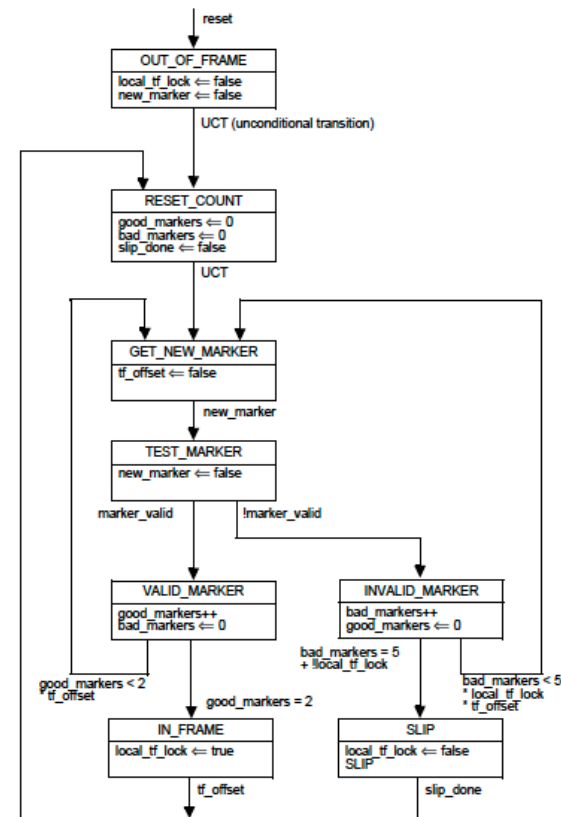 reset
OUT_OF_FRAME
local_tf_lock ⇐ false
new_marker ⇐ false
UCT (unconditional transition)
RESET_COUNT
good_markers ⇐ 0
bad_markers ⇐ 0
slip_done ⇐ false
UCT
GET_NEW_MARKER
tf_offset ⇐ false
new_marker
TEST_MARKER
new_marker ⇐ false
marker_valid
!marker_valid
VALID_MARKER
good_markers++
bad_markers ⇐ 0
INVALID_MARKER
bad_markers++
good_markers ⇐ 0
good_markers < 2
* tf_offset
good_markers = 2
bad_markers = 5
+ !local_tf_lock
bad_markers < 5
* local_tf_lock
* tf_offset
IN_FRAME
local_tf_lock ⇐ true
tf_offset
SLIP
local_tf_lock ⇐ false
SLIP
slip_done